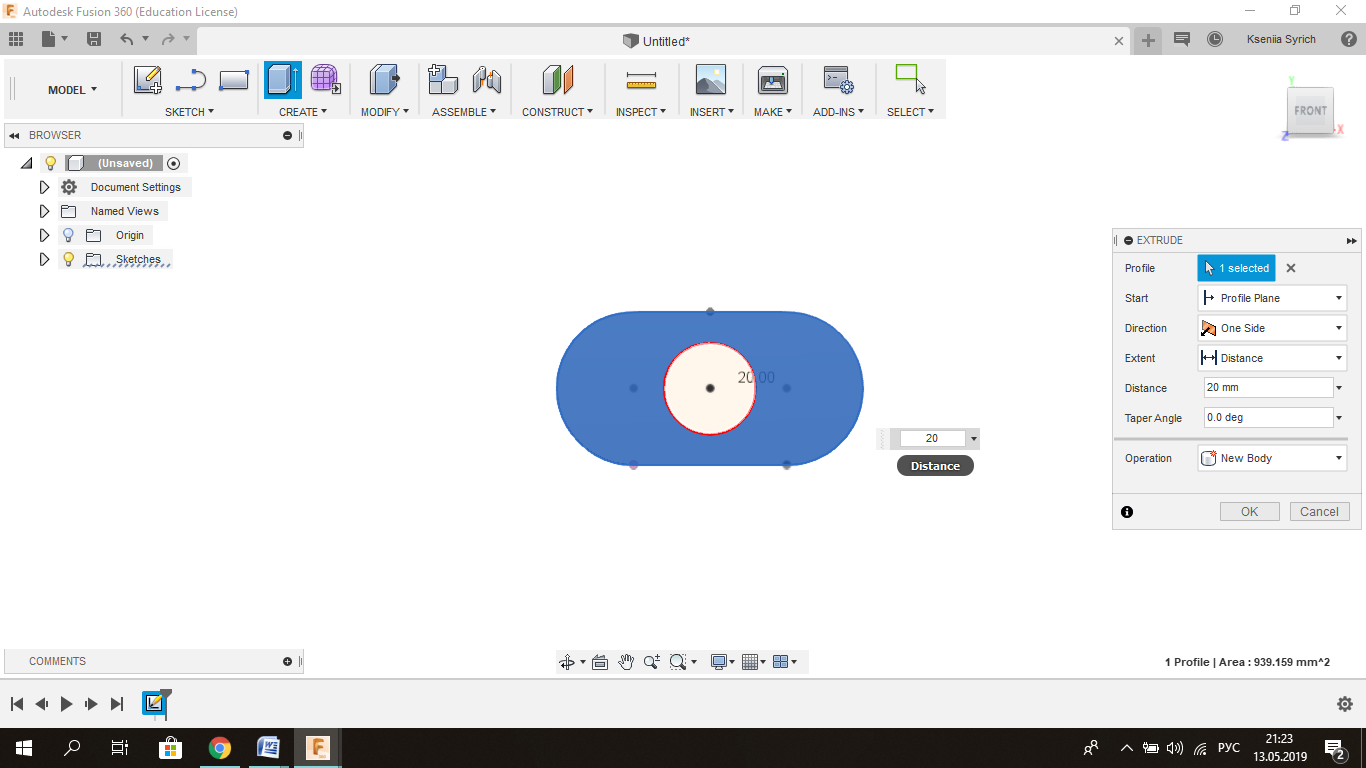 Autodesk Fusion 360 (Education License)
Untitled*
Kseniia Syrich
MODEL
SKETCH
CREATE
MODIFY
ASSEMBLE
CONSTRUCT
INSPECT
INSERT
MAKE
ADD-INS
SELECT
Y
FRONT
X
Z
BROWSER
(Unsaved)
Document Settings
Named Views
Origin
Sketches
EXTRUDE
Profile 1 selected
Start Profile Plane
Direction One Side
Extent Distance
Distance 20 mm
Taper Angle 0.0 deg
Operation New Body
OK Cancel
20.00
20
Distance
COMMENTS
1 Profile | Area : 939.159 mm^2
РУС
21:23
13.05.2019
2